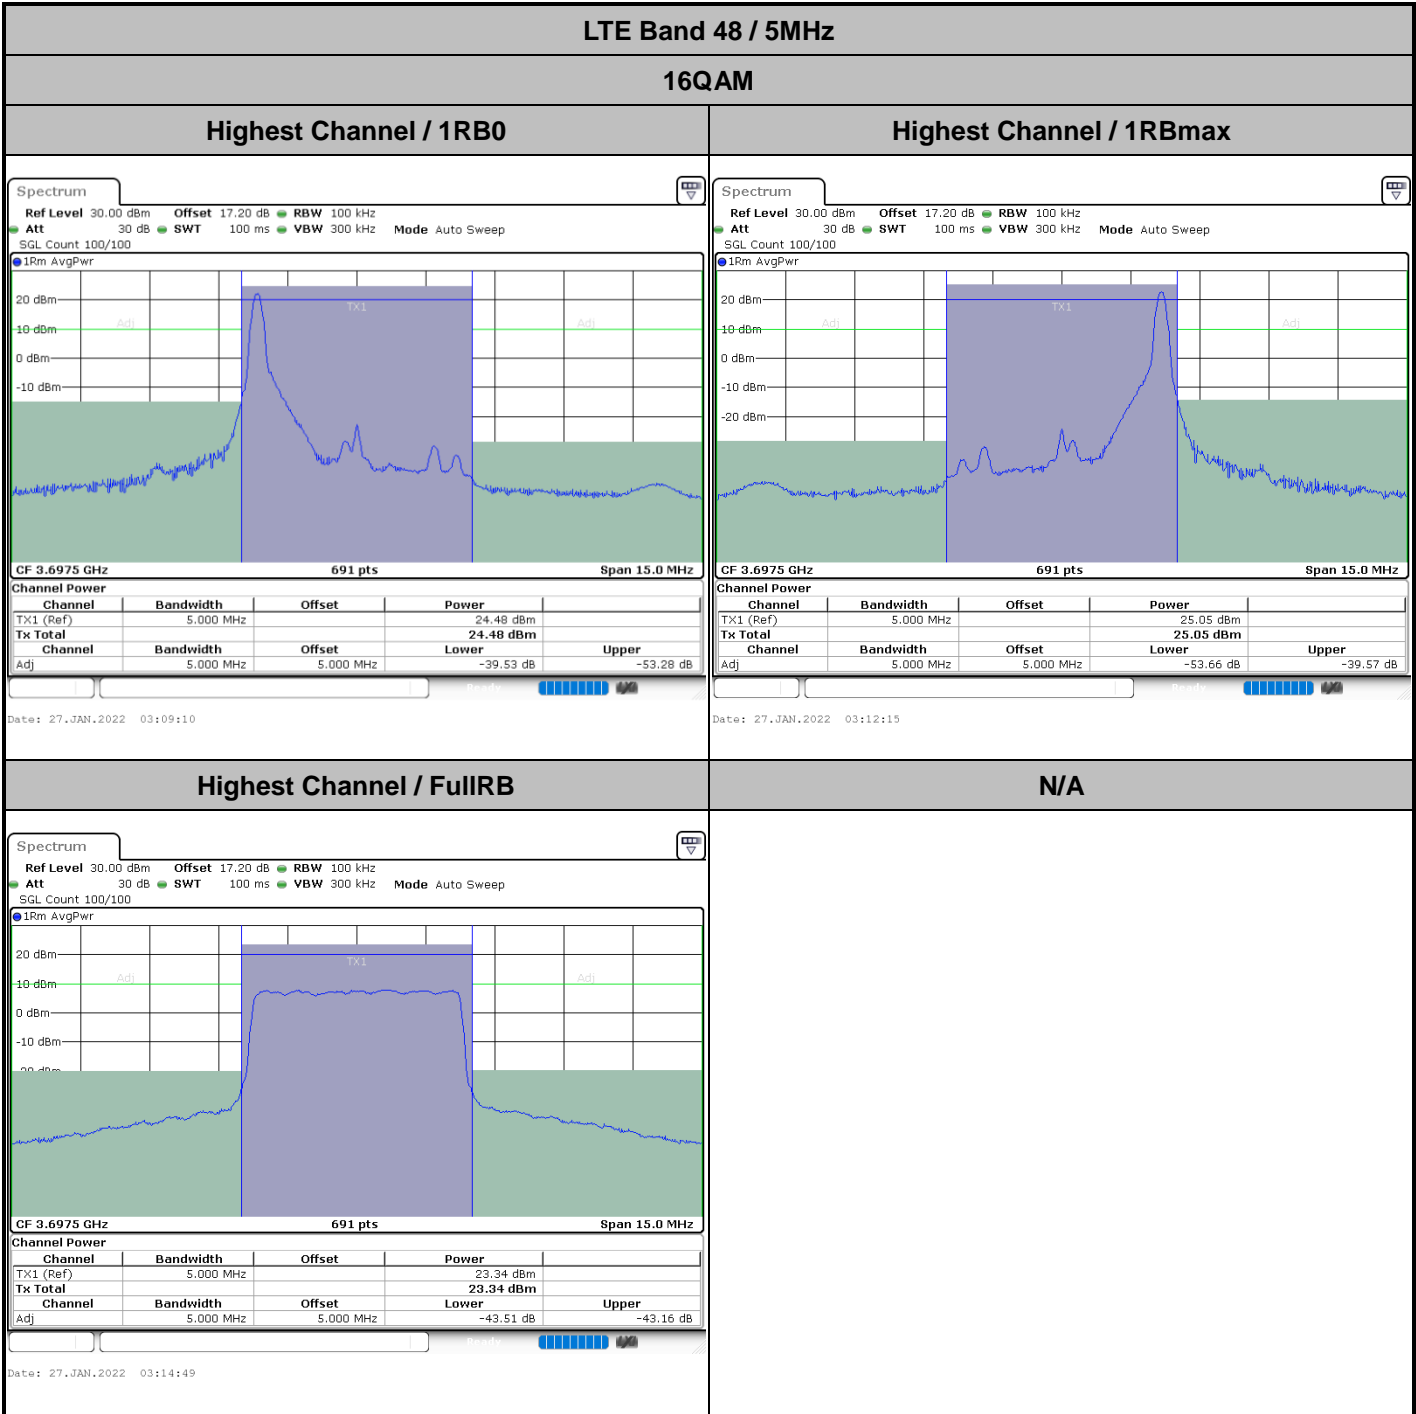 LTE Band 48 / 5MHz
16QAM
Highest Channel / 1RB0
Highest Channel / 1RBmax
Spectrum
Ref Level 30.00 dBm Offset 17.20 dB RBW 100 kHz
Att 30 dB SWT 100 ms VBW 300 kHz Mode Auto Sweep
SGL Count 100/100
1Rm AvgPwr
20 dBm
TX1
10 dBm
Adj
Adj
0 dBm
-10 dBm
CF 3.6975 GHz 691 pts Span 15.0 MHz
Channel Power
Channel Bandwidth Offset Power
TX1 (Ref) 5.000 MHz 24.48 dBm
Tx Total 24.48 dBm
Channel Bandwidth Offset Lower Upper
Adj 5.000 MHz 5.000 MHz -39.53 dB -53.28 dB
Ready
Date: 27.JAN.2022 03:09:10
Spectrum
Ref Level 30.00 dBm Offset 17.20 dB RBW 100 kHz
Att 30 dB SWT 100 ms VBW 300 kHz Mode Auto Sweep
SGL Count 100/100
1Rm AvgPwr
20 dBm
TX1
10 dBm
Adj
Adj
0 dBm
-10 dBm
-20 dBm
CF 3.6975 GHz 691 pts Span 15.0 MHz
Channel Power
Channel Bandwidth Offset Power
TX1 (Ref) 5.000 MHz 25.05 dBm
Tx Total 25.05 dBm
Channel Bandwidth Offset Lower Upper
Adj 5.000 MHz 5.000 MHz -53.66 dB -39.57 dB
Ready
Date: 27.JAN.2022 03:12:15
Highest Channel / FullRB
N/A
Spectrum
Ref Level 30.00 dBm Offset 17.20 dB RBW 100 kHz
Att 30 dB SWT 100 ms VBW 300 kHz Mode Auto Sweep
SGL Count 100/100
1Rm AvgPwr
20 dBm
TX1
10 dBm
Adj
Adj
0 dBm
-10 dBm
-20 dBm
CF 3.6975 GHz 691 pts Span 15.0 MHz
Channel Power
Channel Bandwidth Offset Power
TX1 (Ref) 5.000 MHz 23.34 dBm
Tx Total 23.34 dBm
Channel Bandwidth Offset Lower Upper
Adj 5.000 MHz 5.000 MHz -43.51 dB -43.16 dB
Ready
Date: 27.JAN.2022 03:14:49